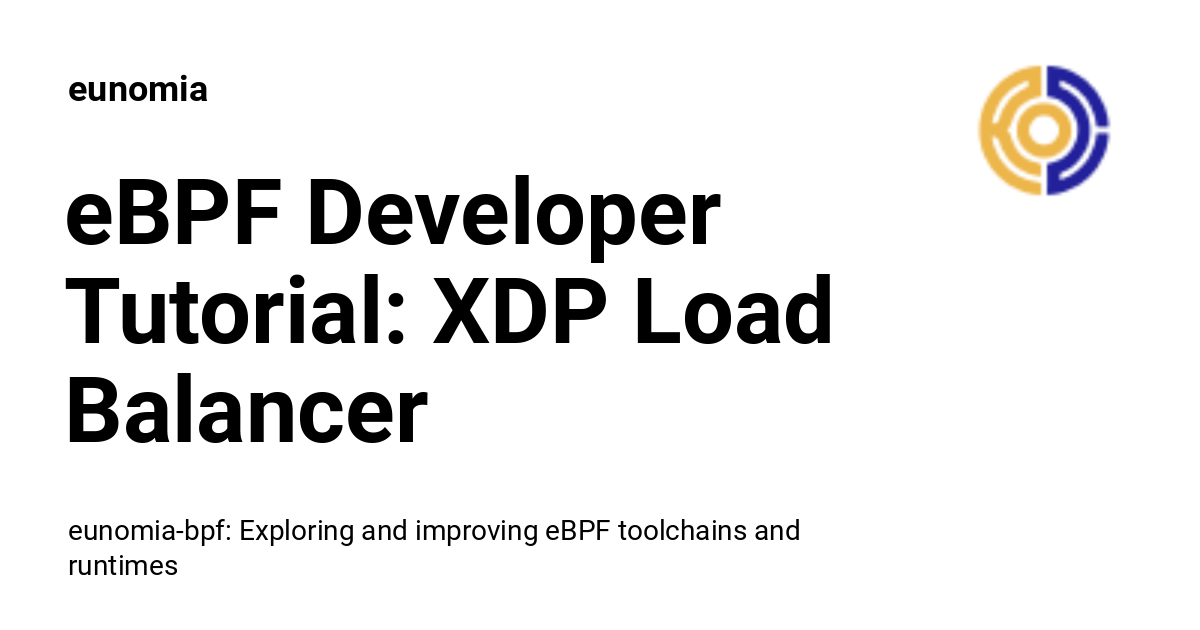 eunomia
eBPF Developer
Tutorial: XDP Load
Balancer
eunomia-bpf: Exploring and improving eBPF toolchains and
runtimes